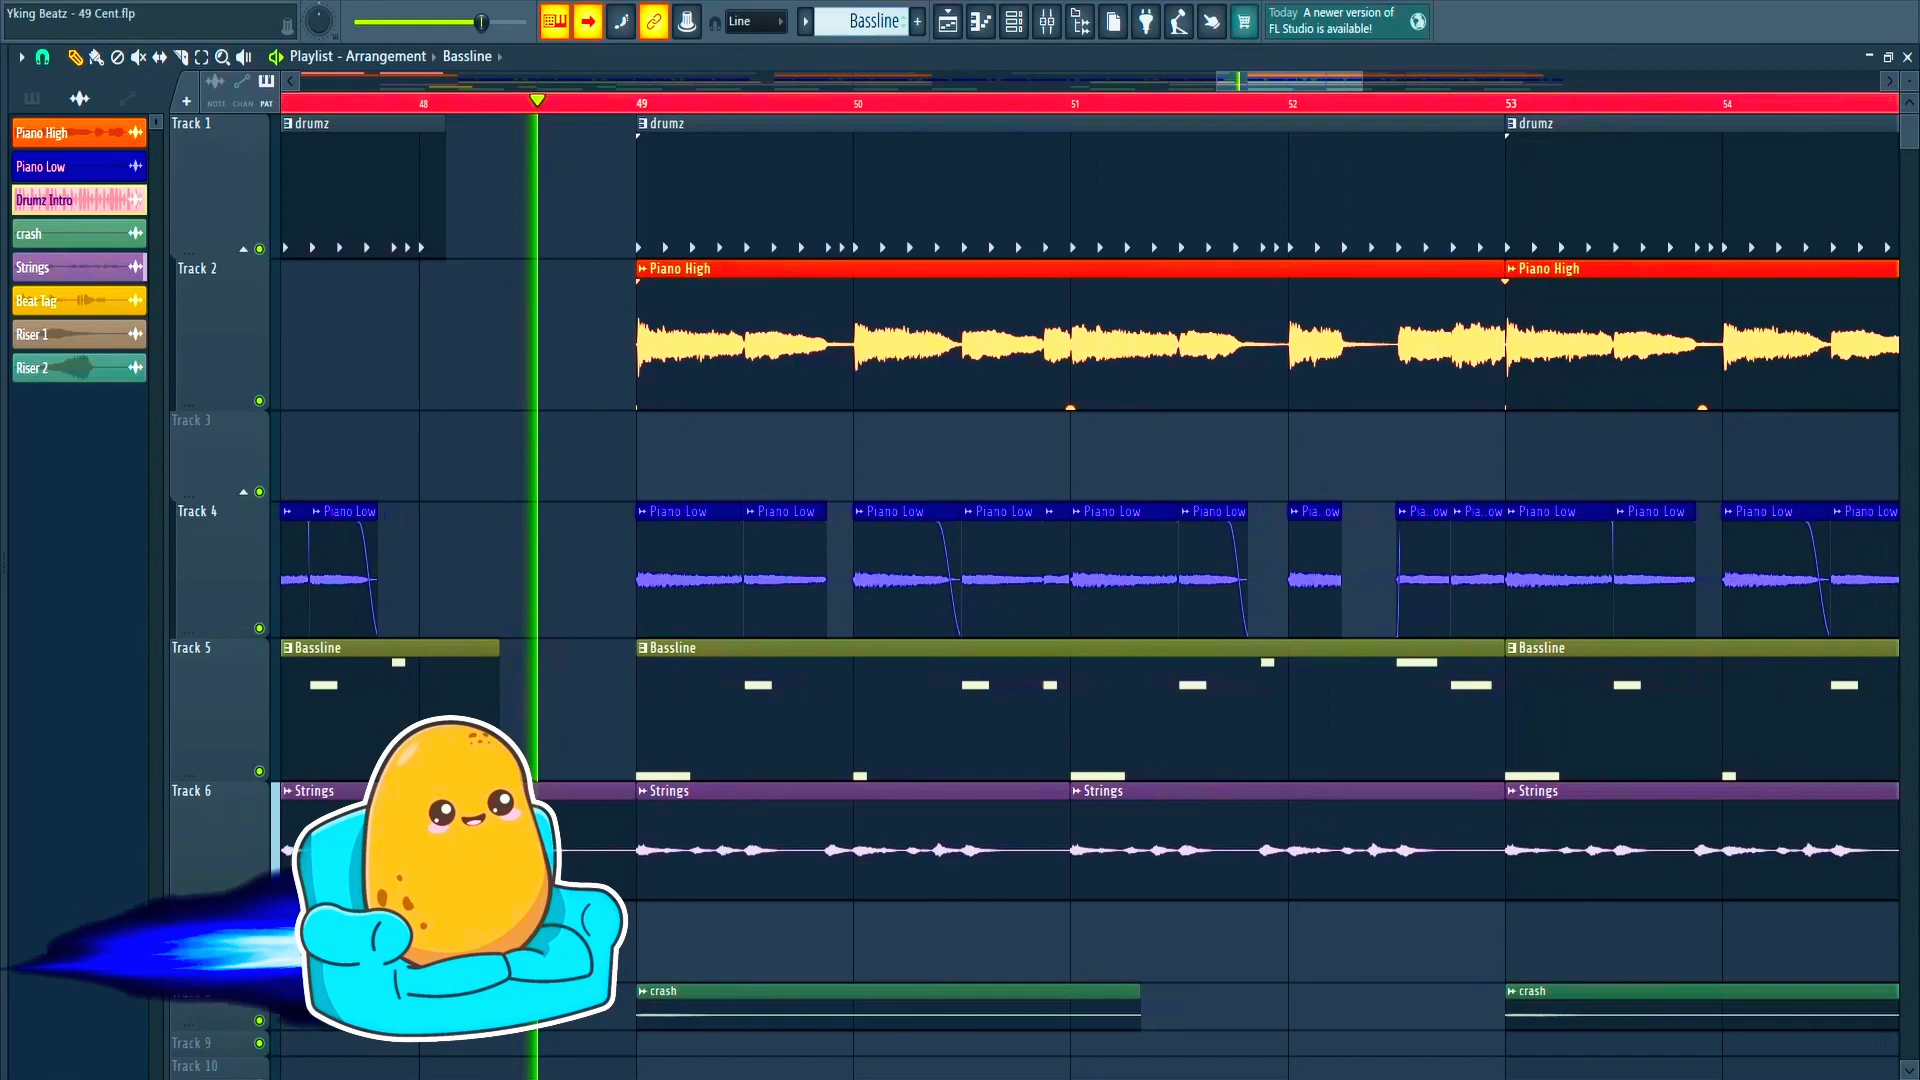 Yking Beatz - 49 Cent.flp
Line
Bassline
Today A newer version of
FL Studio is available!
Playlist - Arrangement
Bassline
NOTE CHAN PAT
48 49 50 51 52 53 54
Piano High
Piano Low
Drumz Intro
crash
Strings
Beat Tag
Riser 1
Riser 2
Track 1
drumz
drumz
drumz
Track 2
Piano High
Piano High
Track 3
Track 4
Piano Low
Piano Low
Piano Low
Piano Low
Piano Low
Piano Low
Piano Low
Pia..ow
Pia..ow
Pia..ow
Piano Low
Piano Low
Piano Low
Piano Low
Track 5
Bassline
Bassline
Bassline
Track 6
Strings
Strings
Strings
Strings
crash
crash
Track 9
Track 10